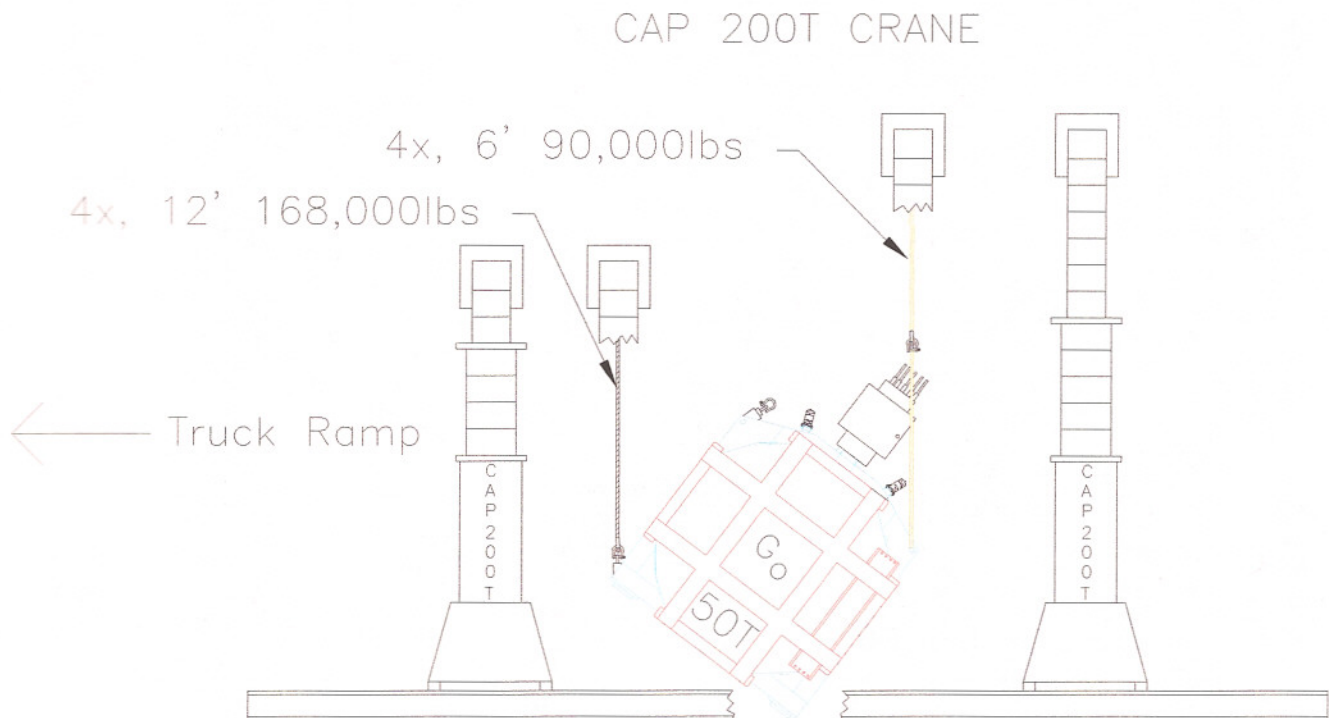 CAP 200T CRANE
4x, 6' 90,000lbs
4x, 12' 168,000lbs
Truck Ramp
CAP200T
CAP200T
Go
50T